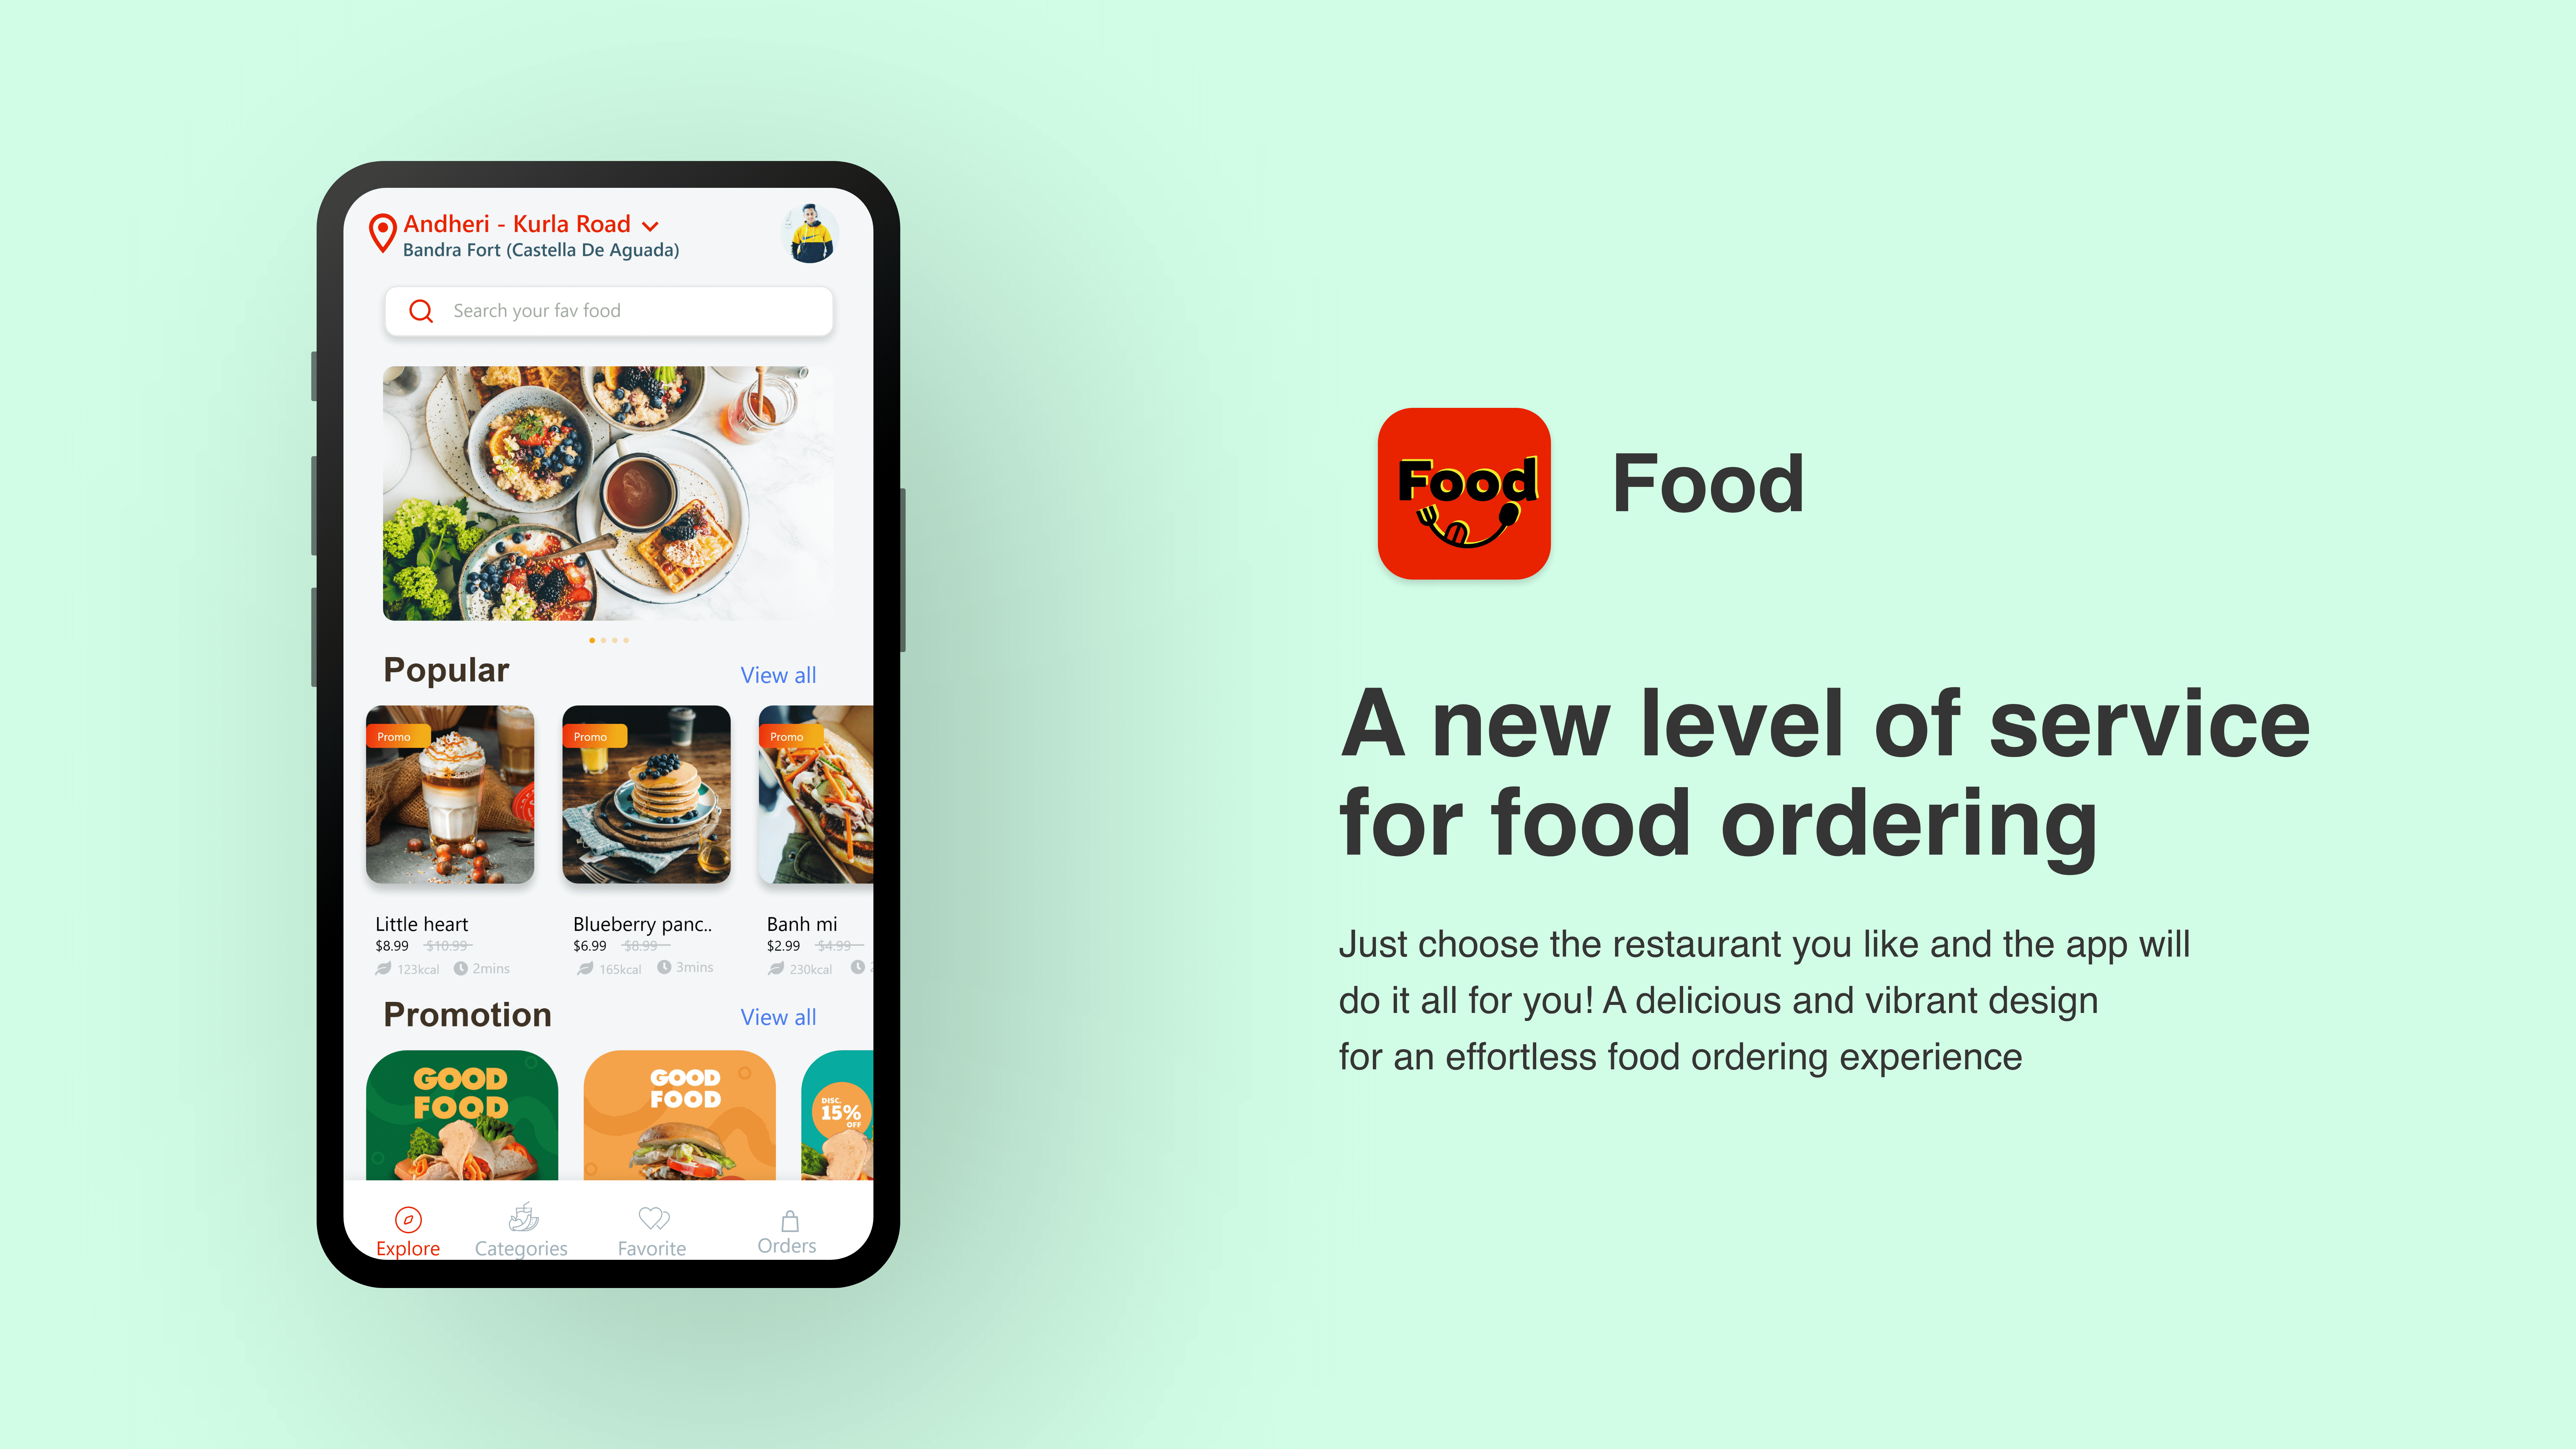 Andheri - Kurla Road
Bandra Fort (Castella De Aguada)
Search your fav food
Popular
View all
Promo
Promo
Promo
Little heart
Blueberry panc..
Banh mi
$8.99 $10.99
$6.99 $8.99
$2.99 $4.99
123kcal 2mins
165kcal 3mins
230kcal
Promotion
View all
GOOD
FOOD
GOOD
FOOD
DISC.
15%
OFF
Explore
Categories
Favorite
Orders
Food
Food
A new level of service
for food ordering
Just choose the restaurant you like and the app will
do it all for you! A delicious and vibrant design
for an effortless food ordering experience